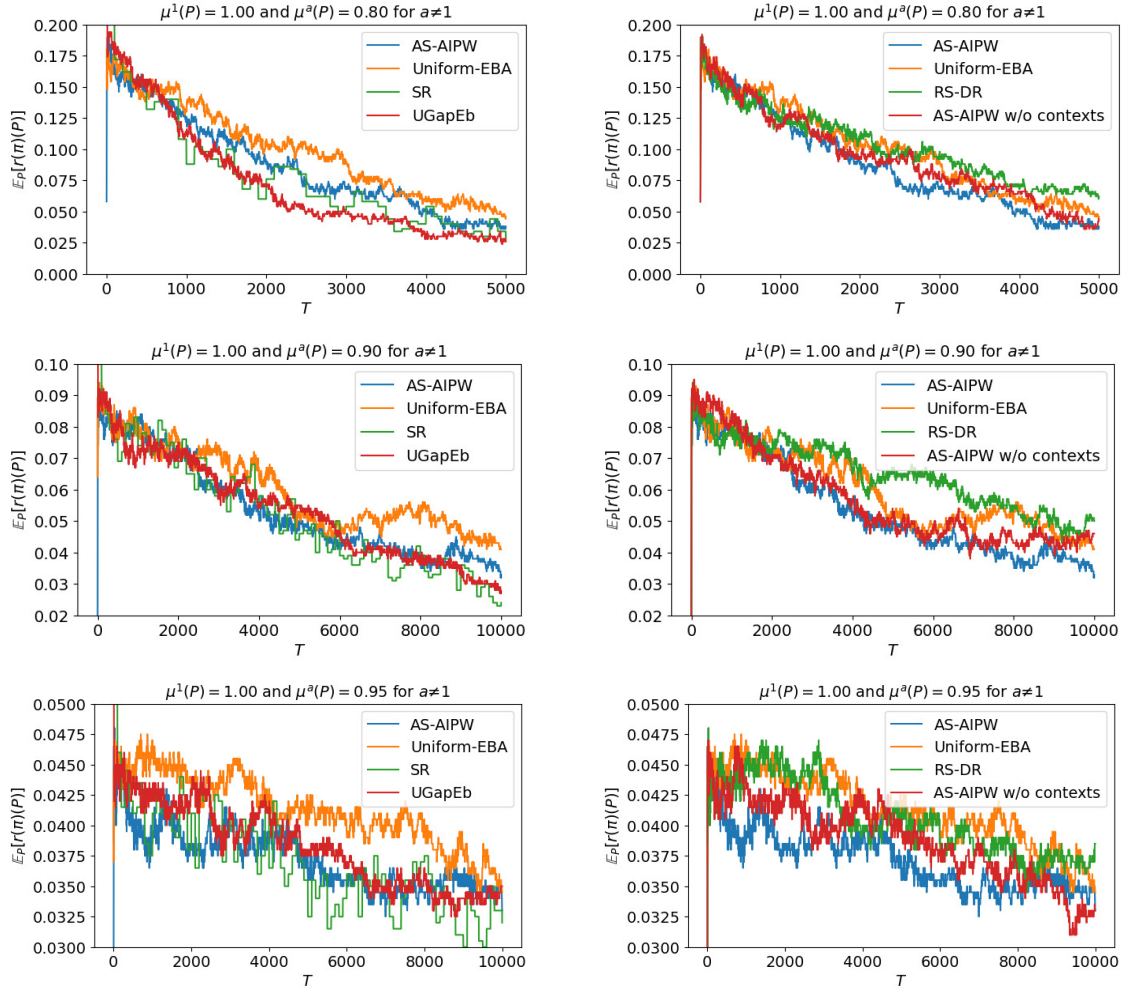 μ¹(P) = 1.00 and μᵃ(P) = 0.80 for a≠1
0.200
0.175
0.150
0.125
0.100
0.075
0.050
0.025
0.000
𝔼_P[r(π)(P)]
AS-AIPW
Uniform-EBA
SR
UGapEb
0 1000 2000 3000 4000 5000
T
μ¹(P) = 1.00 and μᵃ(P) = 0.80 for a≠1
0.200
0.175
0.150
0.125
0.100
0.075
0.050
0.025
0.000
𝔼_P[r(π)(P)]
AS-AIPW
Uniform-EBA
RS-DR
AS-AIPW w/o contexts
0 1000 2000 3000 4000 5000
T
μ¹(P) = 1.00 and μᵃ(P) = 0.90 for a≠1
0.10
0.09
0.08
0.07
0.06
0.05
0.04
0.03
0.02
𝔼_P[r(π)(P)]
AS-AIPW
Uniform-EBA
SR
UGapEb
0 2000 4000 6000 8000 10000
T
μ¹(P) = 1.00 and μᵃ(P) = 0.90 for a≠1
0.10
0.09
0.08
0.07
0.06
0.05
0.04
0.03
0.02
𝔼_P[r(π)(P)]
AS-AIPW
Uniform-EBA
RS-DR
AS-AIPW w/o contexts
0 2000 4000 6000 8000 10000
T
μ¹(P) = 1.00 and μᵃ(P) = 0.95 for a≠1
0.0500
0.0475
0.0450
0.0425
0.0400
0.0375
0.0350
0.0325
0.0300
𝔼_P[r(π)(P)]
AS-AIPW
Uniform-EBA
SR
UGapEb
0 2000 4000 6000 8000 10000
T
μ¹(P) = 1.00 and μᵃ(P) = 0.95 for a≠1
0.0500
0.0475
0.0450
0.0425
0.0400
0.0375
0.0350
0.0325
0.0300
𝔼_P[r(π)(P)]
AS-AIPW
Uniform-EBA
RS-DR
AS-AIPW w/o contexts
0 2000 4000 6000 8000 10000
T